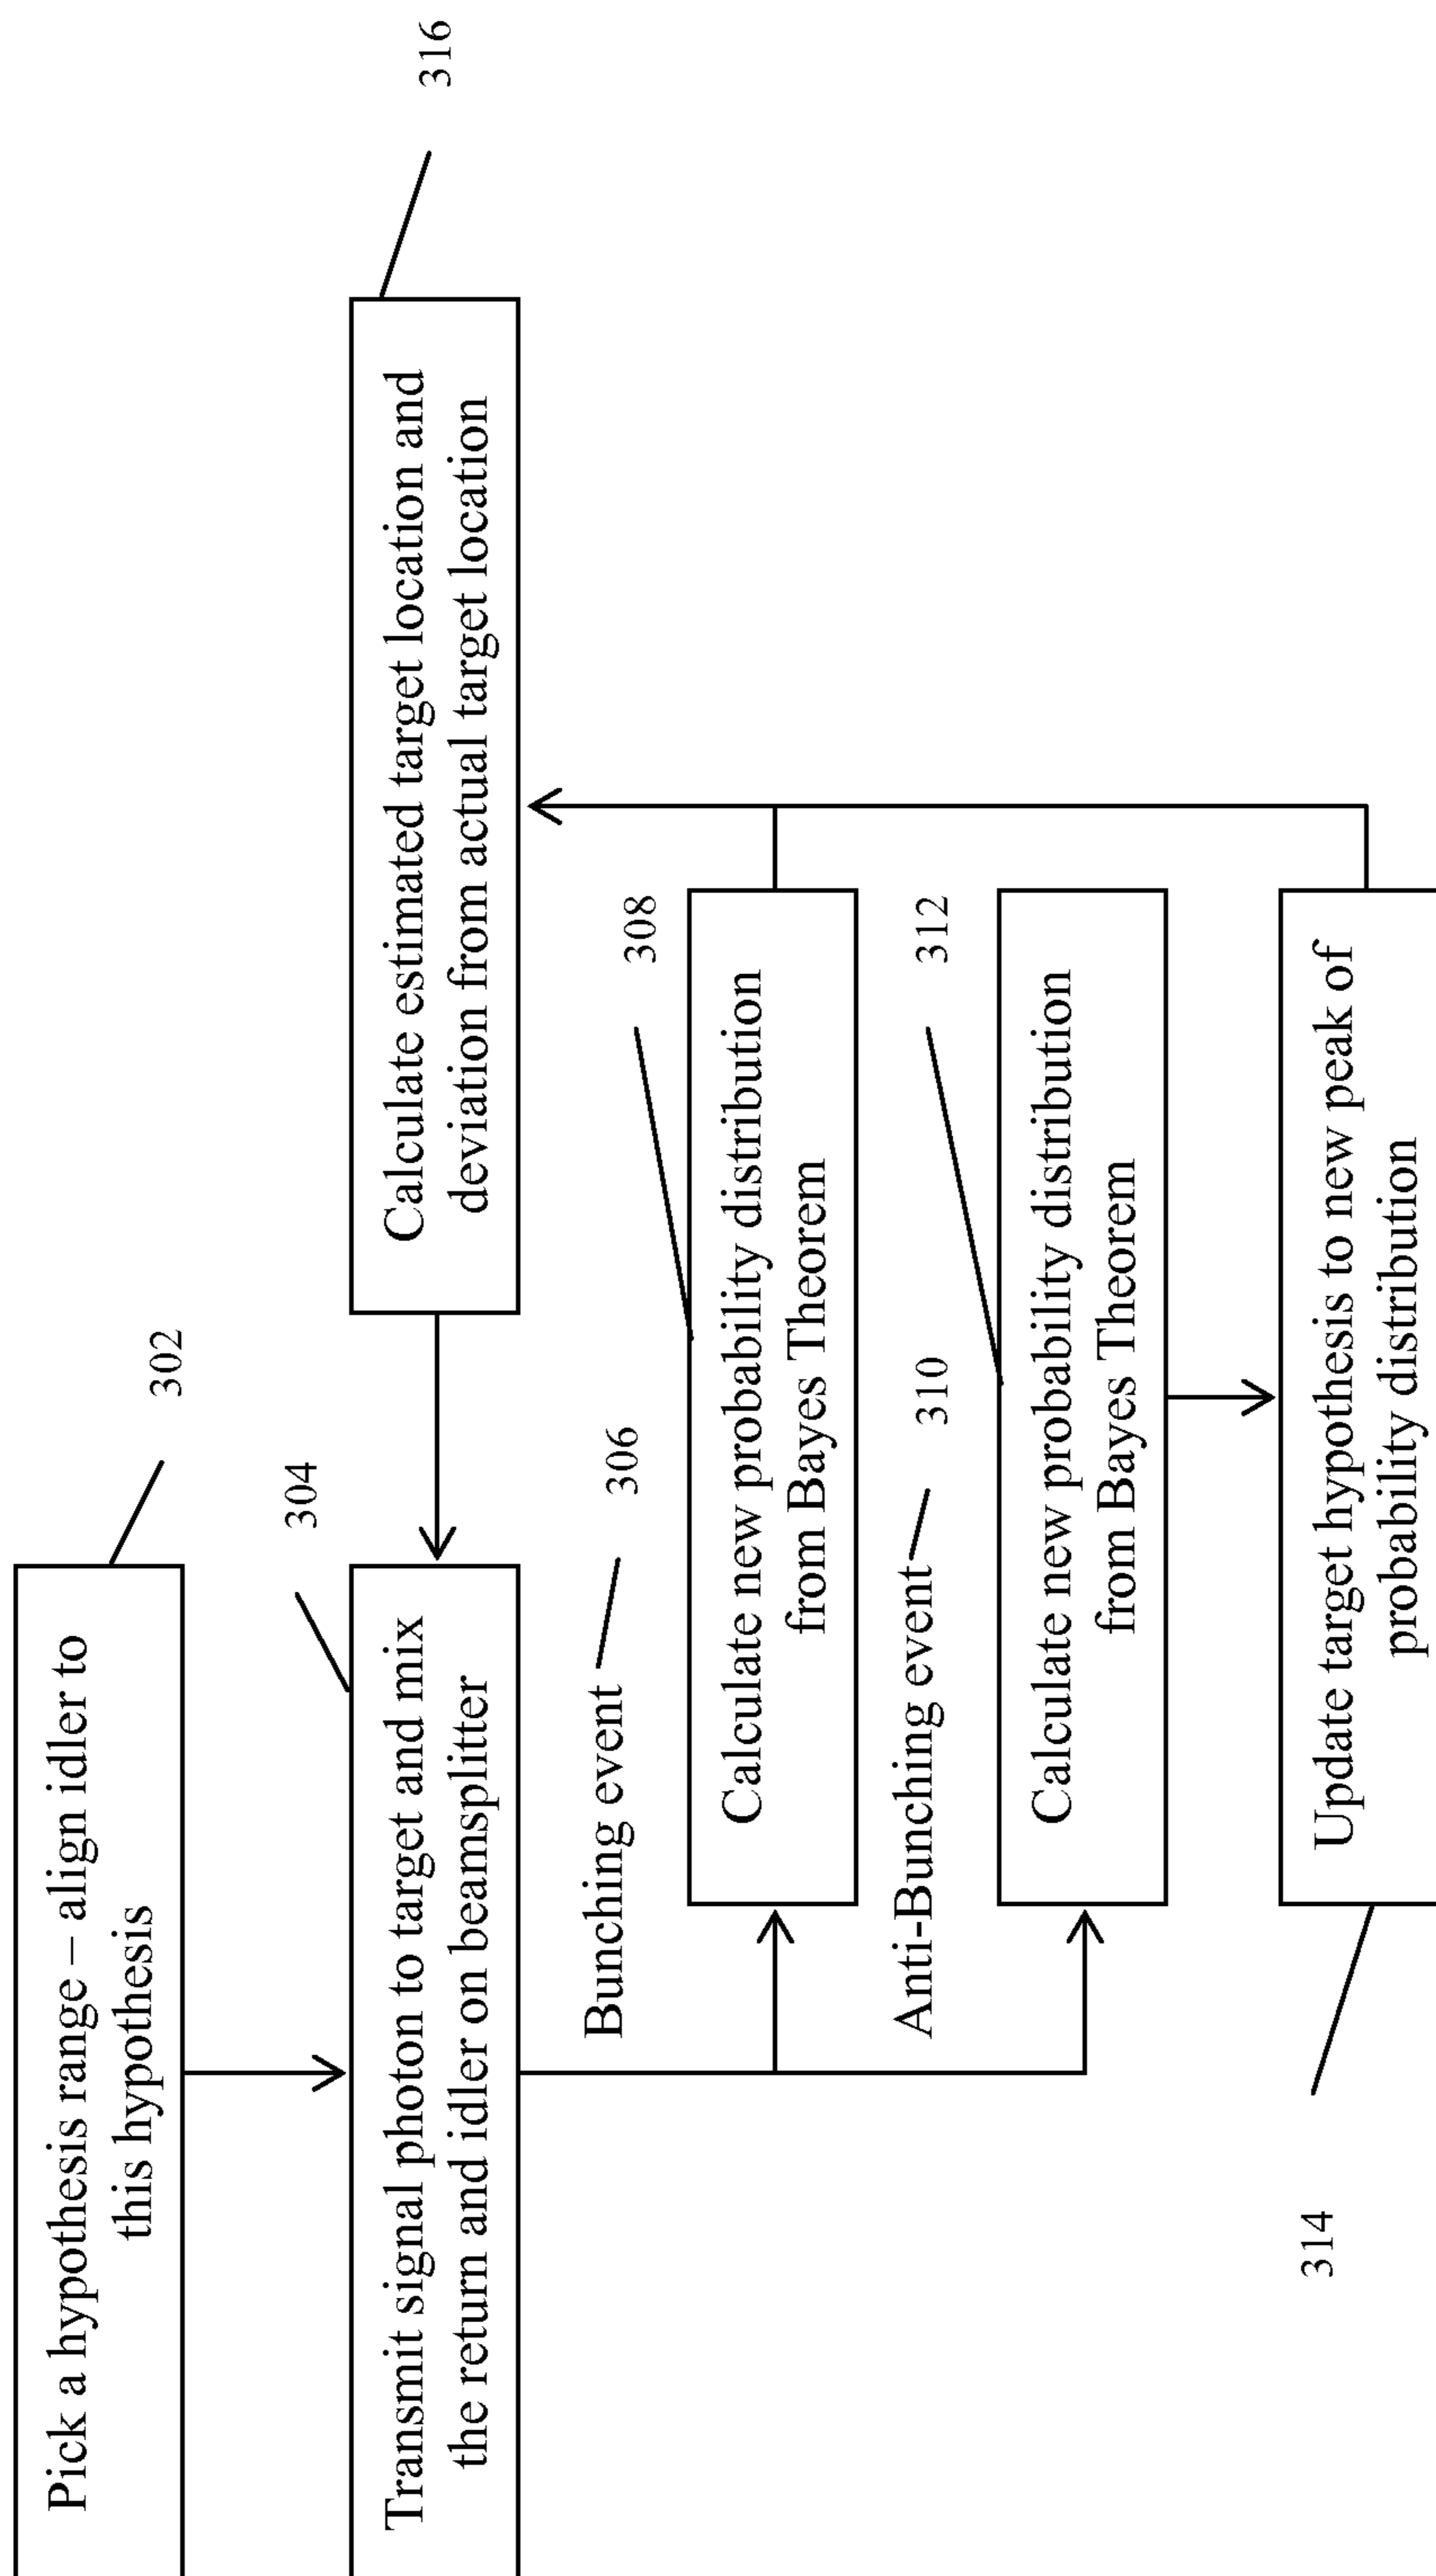 Pick a hypothesis range – align idler to
this hypothesis
302
304
Transmit signal photon to target and mix
the return and idler on beamsplitter
316
Calculate estimated target location and
deviation from actual target location
Bunching event
306
308
Calculate new probability distribution
from Bayes Theorem
Anti-Bunching event
310
312
Calculate new probability distribution
from Bayes Theorem
314
Update target hypothesis to new peak of
probability distribution